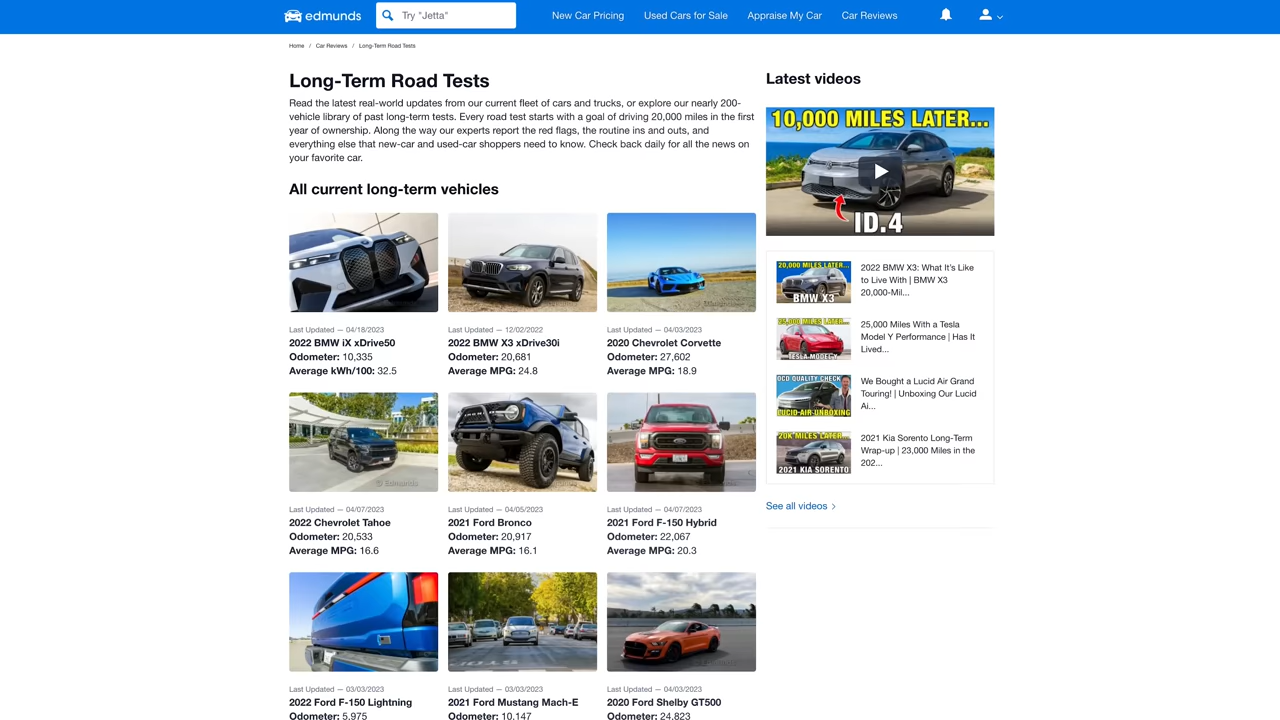 edmunds
Try "Jetta"
New Car Pricing
Used Cars for Sale
Appraise My Car
Car Reviews
Home / Car Reviews / Long-Term Road Tests
Long-Term Road Tests
Read the latest real-world updates from our current fleet of cars and trucks, or explore our nearly 200-
vehicle library of past long-term tests. Every road test starts with a goal of driving 20,000 miles in the first
year of ownership. Along the way our experts report the red flags, the routine ins and outs, and
everything else that new-car and used-car shoppers need to know. Check back daily for all the news on
your favorite car.
All current long-term vehicles
Last Updated — 04/18/2023
2022 BMW iX xDrive50
Odometer: 10,335
Average kWh/100: 32.5
Last Updated — 12/02/2022
2022 BMW X3 xDrive30i
Odometer: 20,681
Average MPG: 24.8
Last Updated — 04/03/2023
2020 Chevrolet Corvette
Odometer: 27,602
Average MPG: 18.9
© Edmunds
Last Updated — 04/07/2023
2022 Chevrolet Tahoe
Odometer: 20,533
Average MPG: 16.6
Last Updated — 04/05/2023
2021 Ford Bronco
Odometer: 20,917
Average MPG: 16.1
Last Updated — 04/07/2023
2021 Ford F-150 Hybrid
Odometer: 22,067
Average MPG: 20.3
Last Updated — 03/03/2023
2022 Ford F-150 Lightning
Odometer: 5,975
Last Updated — 03/03/2023
2021 Ford Mustang Mach-E
Odometer: 10,147
Last Updated — 04/03/2023
2020 Ford Shelby GT500
Odometer: 24,823
Latest videos
10,000 MILES LATER...
ID.4
20,000 MILES LATER...
BMW X3
2022 BMW X3: What It's Like
to Live With | BMW X3
20,000-Mil...
25,000 MILES LATER...
TESLA MODEL Y
25,000 Miles With a Tesla
Model Y Performance | Has It
Lived...
OCD QUALITY CHECK
LUCID AIR UNBOXING
We Bought a Lucid Air Grand
Touring! | Unboxing Our Lucid
Ai...
20K MILES LATER...
2021 KIA SORENTO
2021 Kia Sorento Long-Term
Wrap-up | 23,000 Miles in the
202...
See all videos